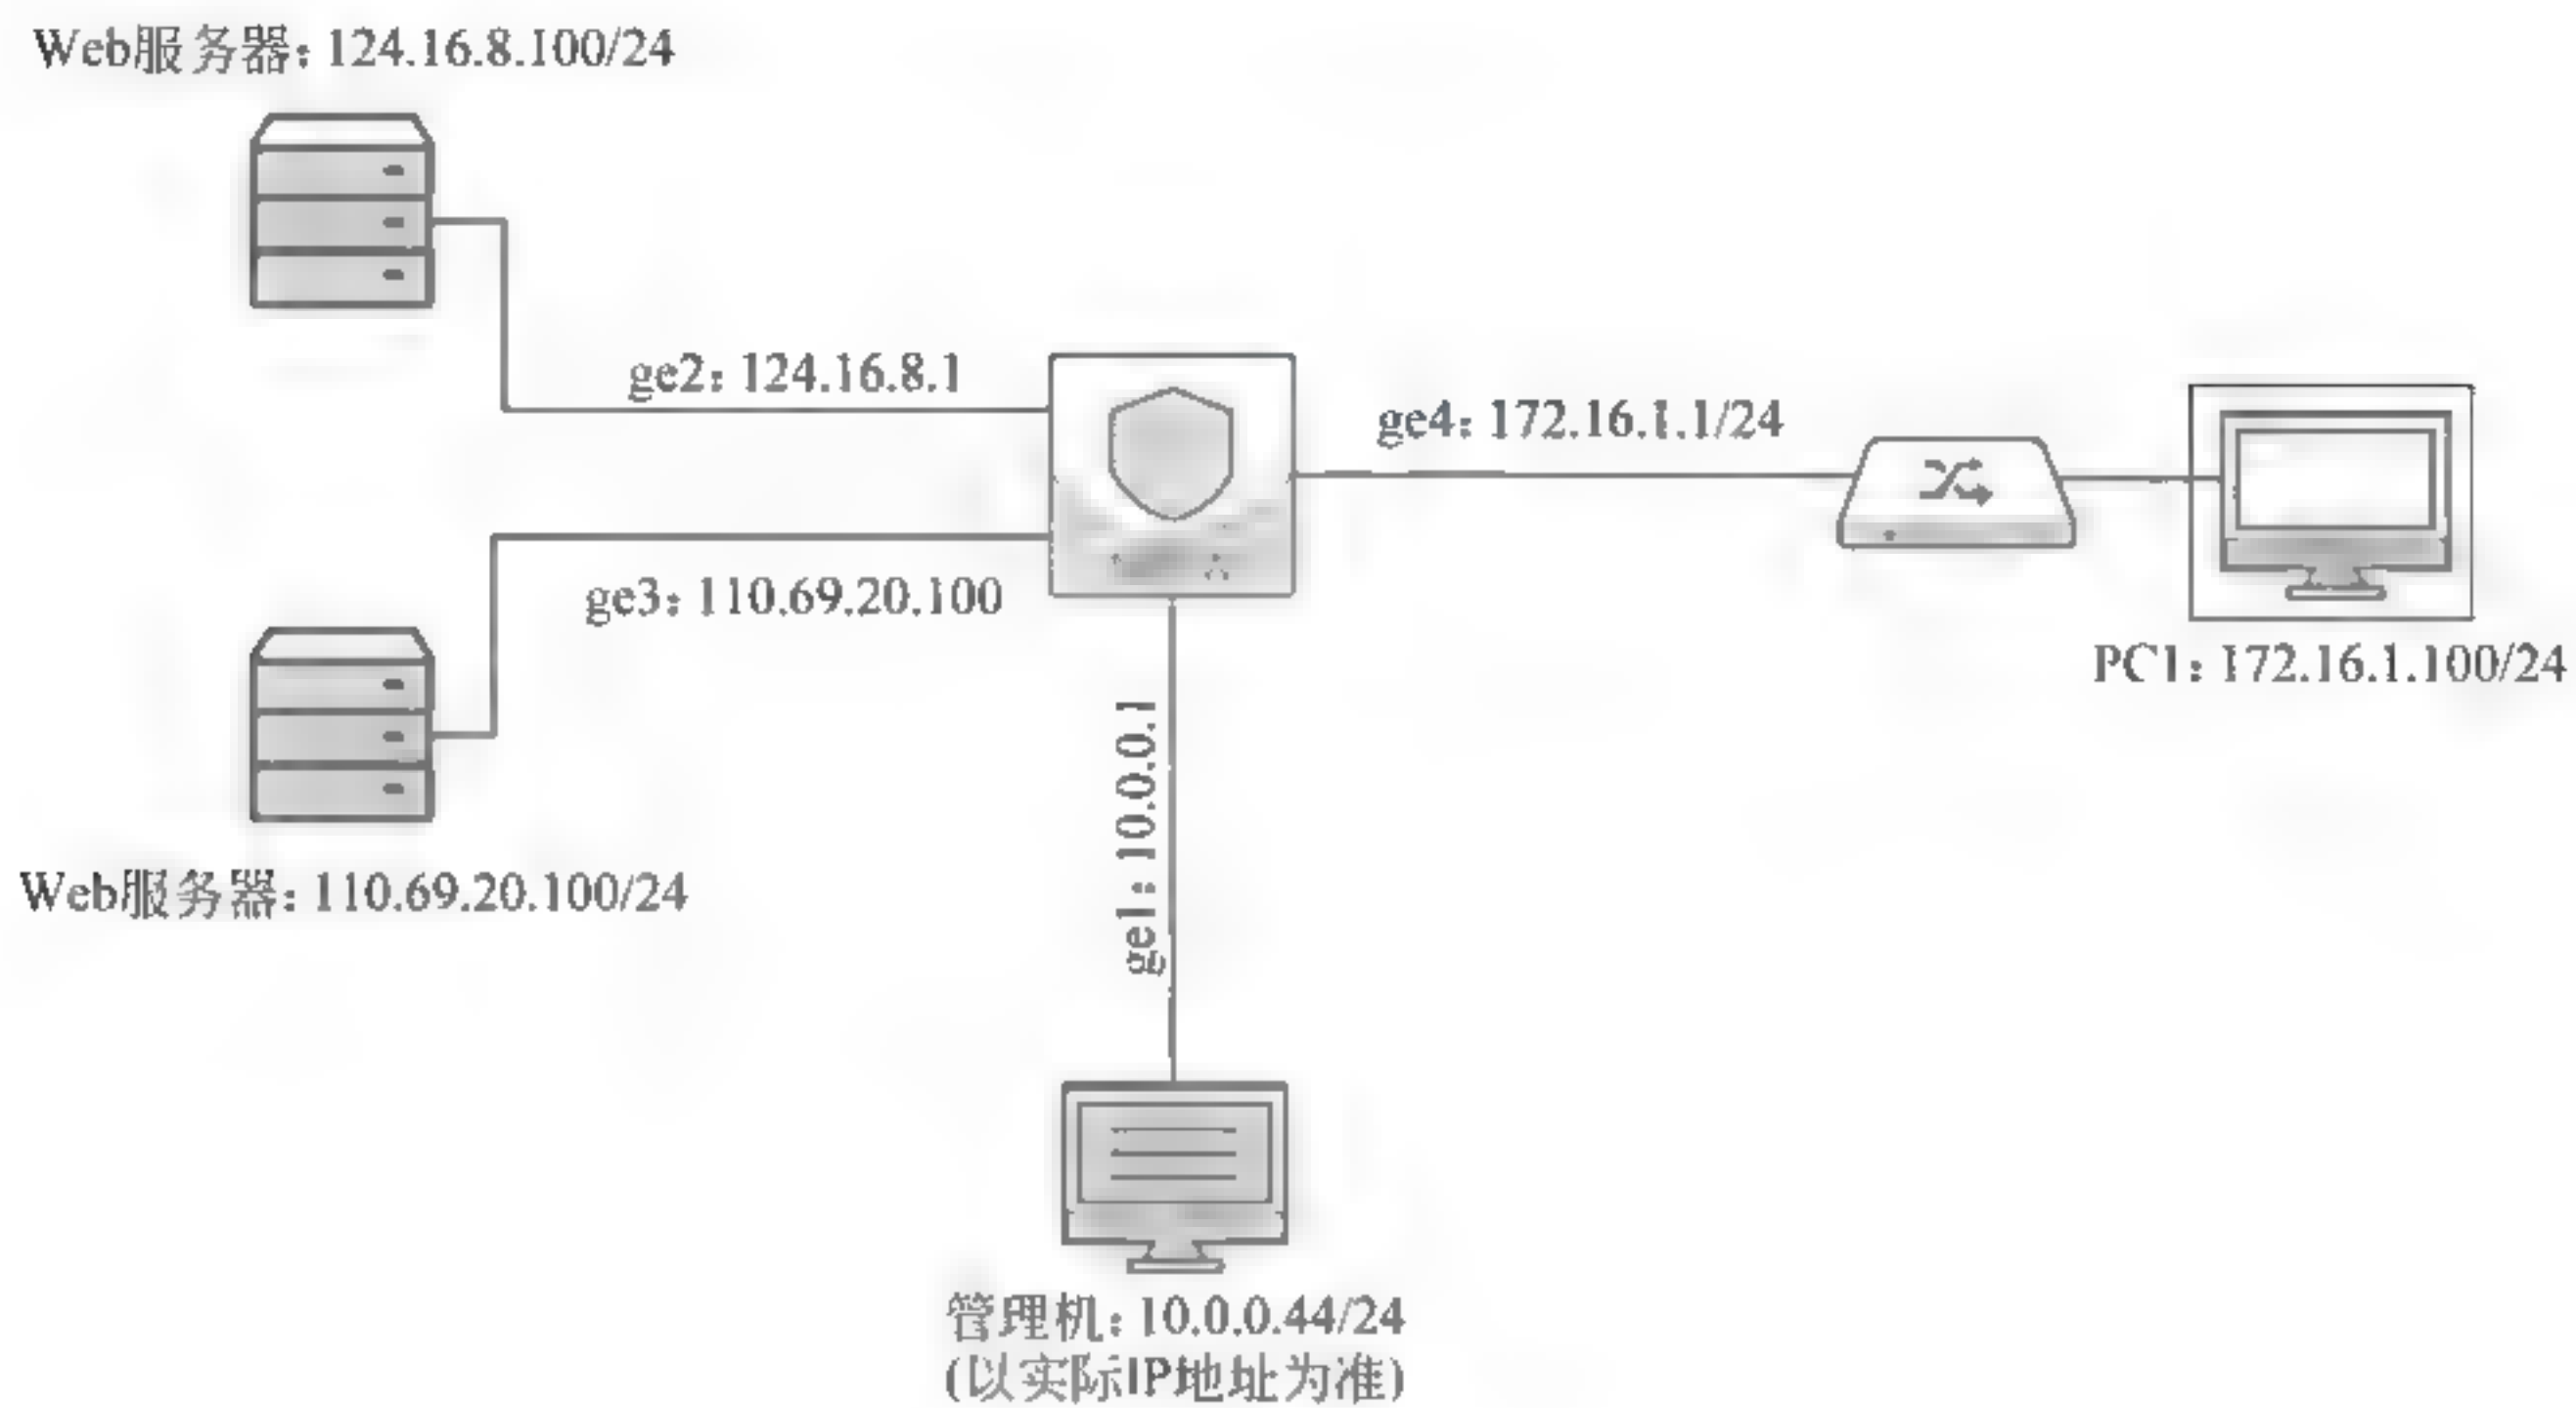 Web服务器: 124.16.8.100/24
ge2: 124.16.8.1
ge4: 172.16.1.1/24
ge3: 110.69.20.100
PC1: 172.16.1.100/24
Web服务器: 110.69.20.100/24
ge1: 10.0.0.1
管理机: 10.0.0.44/24
(以实际IP地址为准)